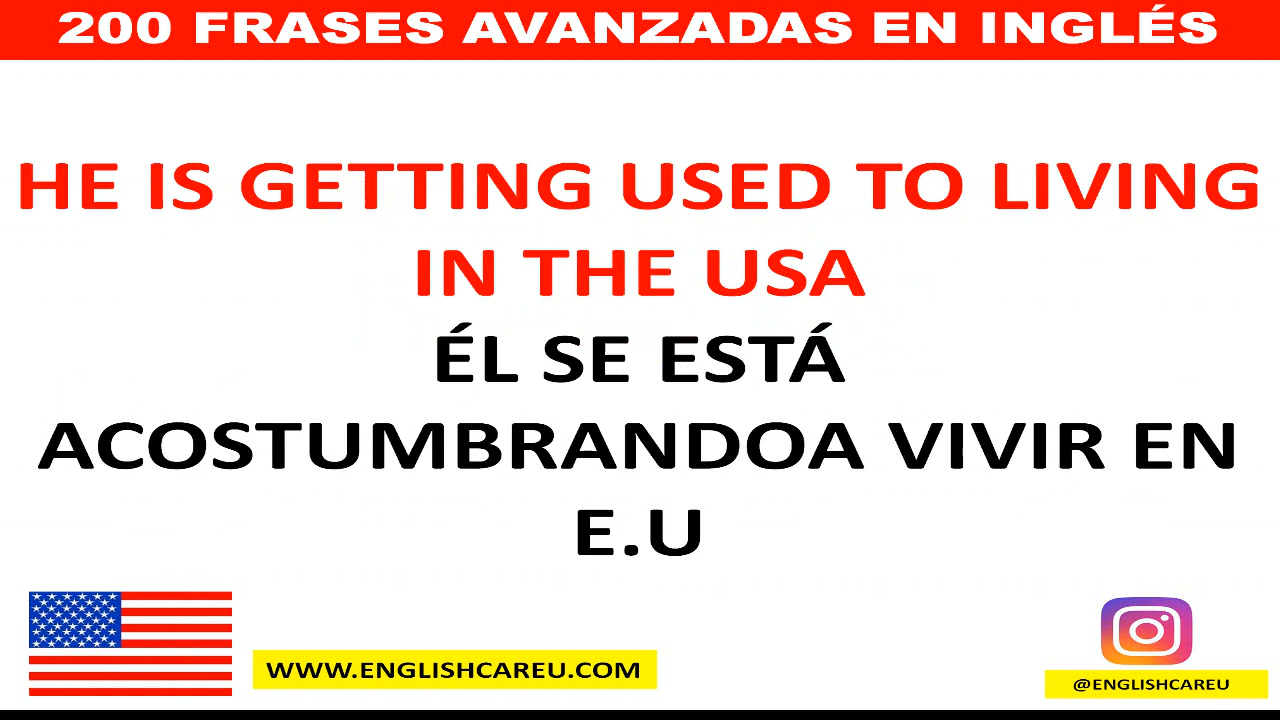 200 FRASES AVANZADAS EN INGLÉS
HE IS GETTING USED TO LIVING
IN THE USA
ÉL SE ESTÁ
ACOSTUMBRANDOA VIVIR EN
E.U
WWW.ENGLISHCAREU.COM
@ENGLISHCAREU